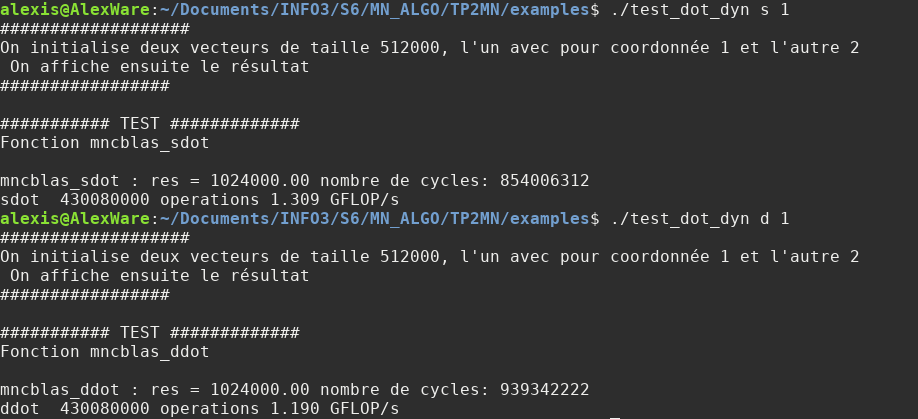 alexis@AlexWare:~/Documents/INFO3/S6/MN_ALGO/TP2MN/examples$ ./test_dot_dyn s 1
###################
On initialise deux vecteurs de taille 512000, l'un avec pour coordonnée 1 et l'autre 2
 On affiche ensuite le résultat
#################

########### TEST #############
Fonction mncblas_sdot

mncblas_sdot : res = 1024000.00 nombre de cycles: 854006312
sdot  430080000 operations 1.309 GFLOP/s
alexis@AlexWare:~/Documents/INFO3/S6/MN_ALGO/TP2MN/examples$ ./test_dot_dyn d 1
###################
On initialise deux vecteurs de taille 512000, l'un avec pour coordonnée 1 et l'autre 2
 On affiche ensuite le résultat
#################

########### TEST #############
Fonction mncblas_ddot

mncblas_ddot : res = 1024000.00 nombre de cycles: 939342222
ddot  430080000 operations 1.190 GFLOP/s